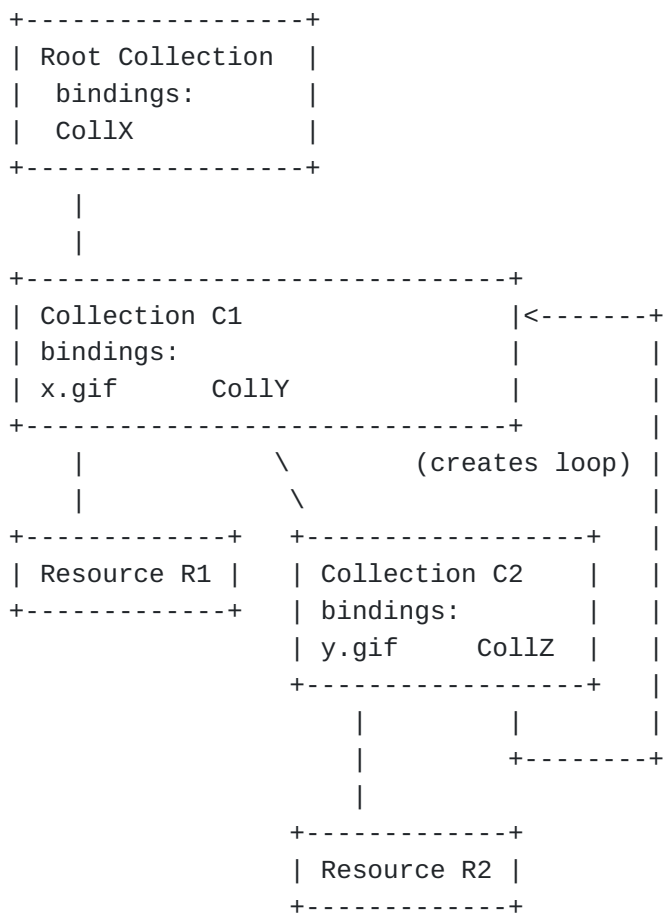 Root Collection
bindings:
CollX
Collection C1
bindings:
x.gif CollY
(creates loop)
Resource R1 Collection C2
bindings:
y.gif CollZ
Resource R2